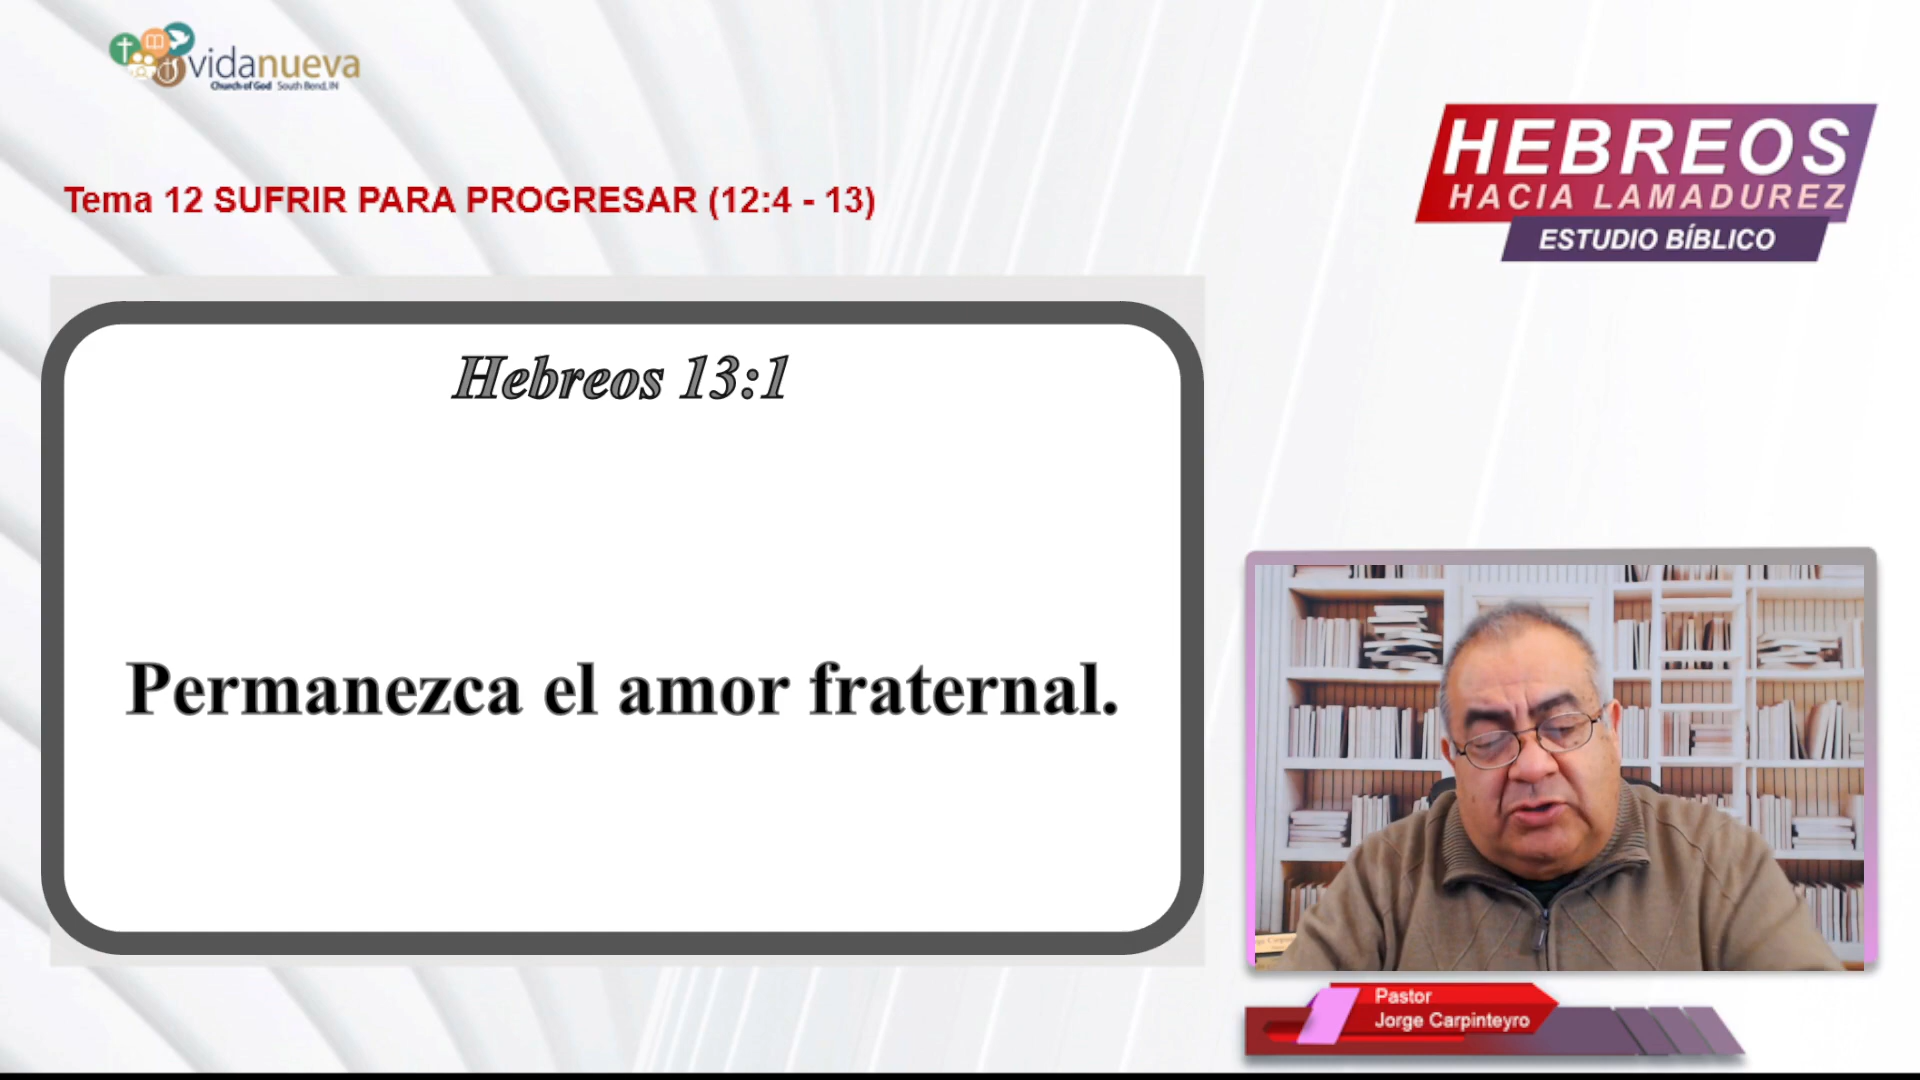 vidanueva
Church of God South Bend, IN
HEBREOS
HACIA LAMADUREZ
ESTUDIO BÍBLICO
Tema 12 SUFRIR PARA PROGRESAR (12:4 - 13)
Hebreos 13:1
Permanezca el amor fraternal.
Pastor
Jorge Carpinteyro